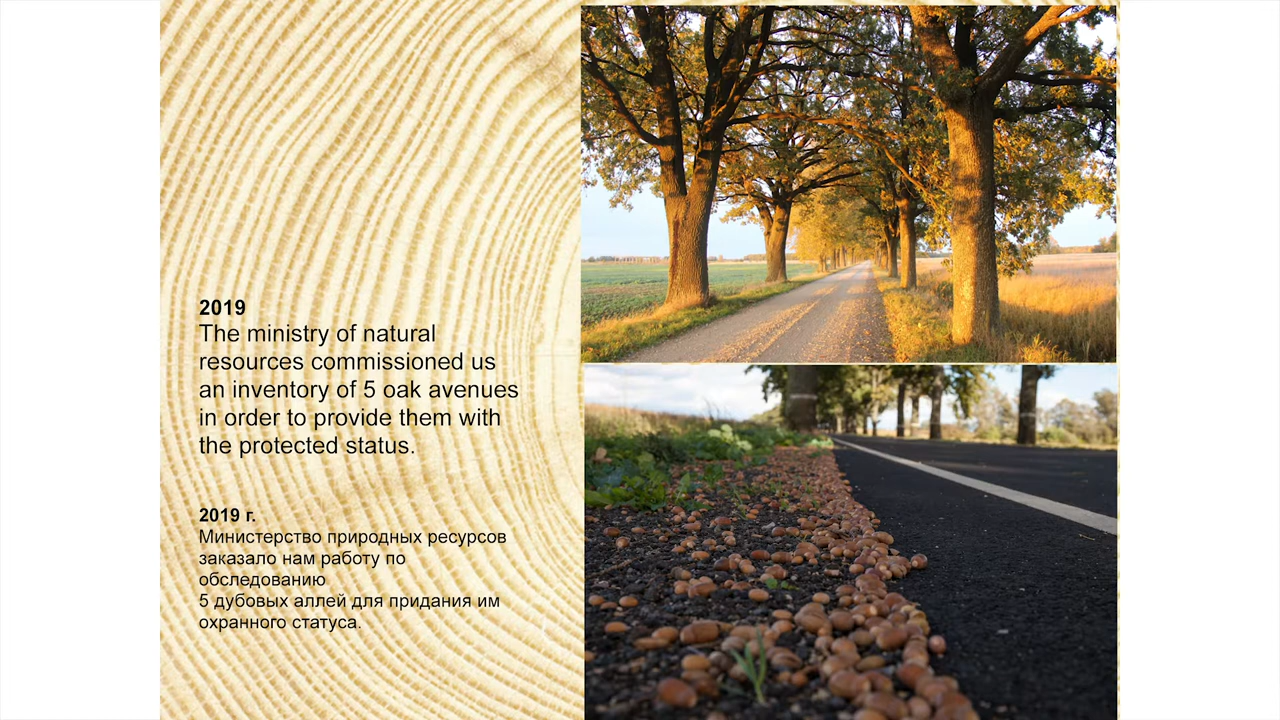 2019
The ministry of natural
resources commissioned us
an inventory of 5 oak avenues
in order to provide them with
the protected status.
2019 г.
Министерство природных ресурсов
заказало нам работу по
обследованию
5 дубовых аллей для придания им
охранного статуса.